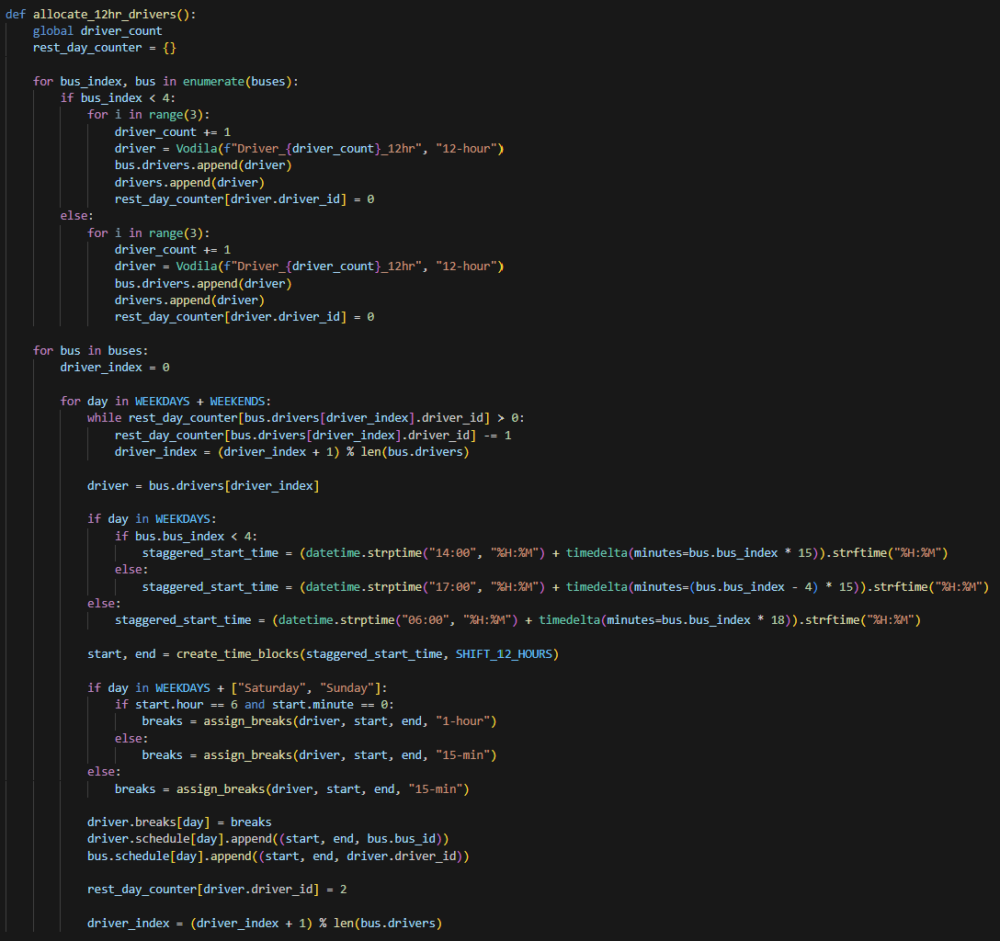 def allocate_12hr_drivers():
    global driver_count
    rest_day_counter = {}

    for bus_index, bus in enumerate(buses):
        if bus_index < 4:
            for i in range(3):
                driver_count += 1
                driver = Vodila(f"Driver_{driver_count}_12hr", "12-hour")
                bus.drivers.append(driver)
                drivers.append(driver)
                rest_day_counter[driver.driver_id] = 0
        else:
            for i in range(3):
                driver_count += 1
                driver = Vodila(f"Driver_{driver_count}_12hr", "12-hour")
                bus.drivers.append(driver)
                drivers.append(driver)
                rest_day_counter[driver.driver_id] = 0

    for bus in buses:
        driver_index = 0

        for day in WEEKDAYS + WEEKENDS:
            while rest_day_counter[bus.drivers[driver_index].driver_id] > 0:
                rest_day_counter[bus.drivers[driver_index].driver_id] -= 1
                driver_index = (driver_index + 1) % len(bus.drivers)

            driver = bus.drivers[driver_index]

            if day in WEEKDAYS:
                if bus.bus_index < 4:
                    staggered_start_time = (datetime.strptime("14:00", "%H:%M") + timedelta(minutes=bus.bus_index * 15)).strftime("%H:%M")
                else:
                    staggered_start_time = (datetime.strptime("17:00", "%H:%M") + timedelta(minutes=(bus.bus_index - 4) * 15)).strftime("%H:%M")
            else:
                staggered_start_time = (datetime.strptime("06:00", "%H:%M") + timedelta(minutes=bus.bus_index * 18)).strftime("%H:%M")

            start, end = create_time_blocks(staggered_start_time, SHIFT_12_HOURS)

            if day in WEEKDAYS + ["Saturday", "Sunday"]:
                if start.hour == 6 and start.minute == 0:
                    breaks = assign_breaks(driver, start, end, "1-hour")
                else:
                    breaks = assign_breaks(driver, start, end, "15-min")
            else:
                breaks = assign_breaks(driver, start, end, "15-min")

            driver.breaks[day] = breaks
            driver.schedule[day].append((start, end, bus.bus_id))
            bus.schedule[day].append((start, end, driver.driver_id))

            rest_day_counter[driver.driver_id] = 2

            driver_index = (driver_index + 1) % len(bus.drivers)